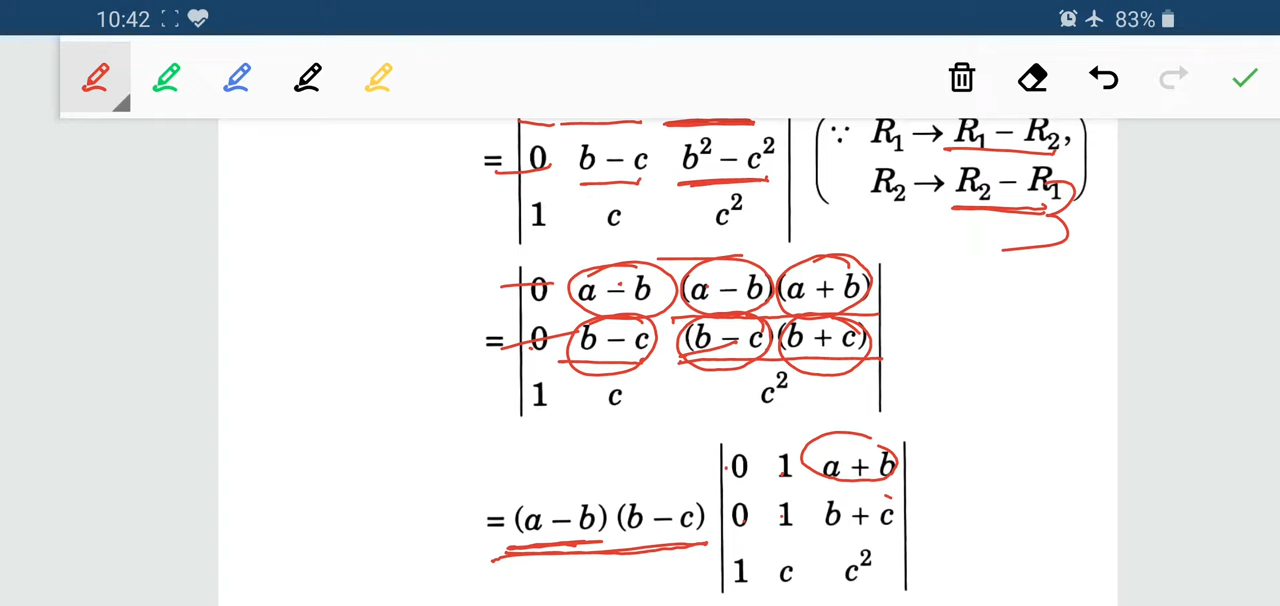 10:42 83%
= | 0 b − c b² − c² | ( ∵ R₁ → R₁ − R₂,
| 1 c c² | R₂ → R₂ − R₁ ) 3
| 0 a − b (a − b)(a + b) |
= | 0 b − c (b − c)(b + c) |
| 1 c c² |
| 0 1 a + b |
= (a − b) (b − c) | 0 1 b + c |
| 1 c c² |